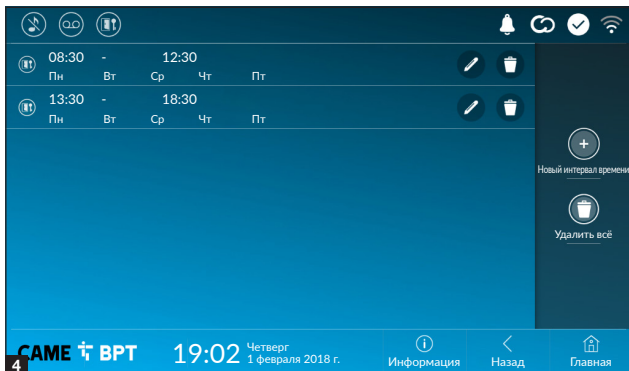 08:30 - 12:30
Пн Вт Ср Чт Пт
13:30 - 18:30
Пн Вт Ср Чт Пт
Новый интервал времени
Удалить всё
4
CAME BPT
19:02
Четверг
1 февраля 2018 г.
Информация
Назад
Главная